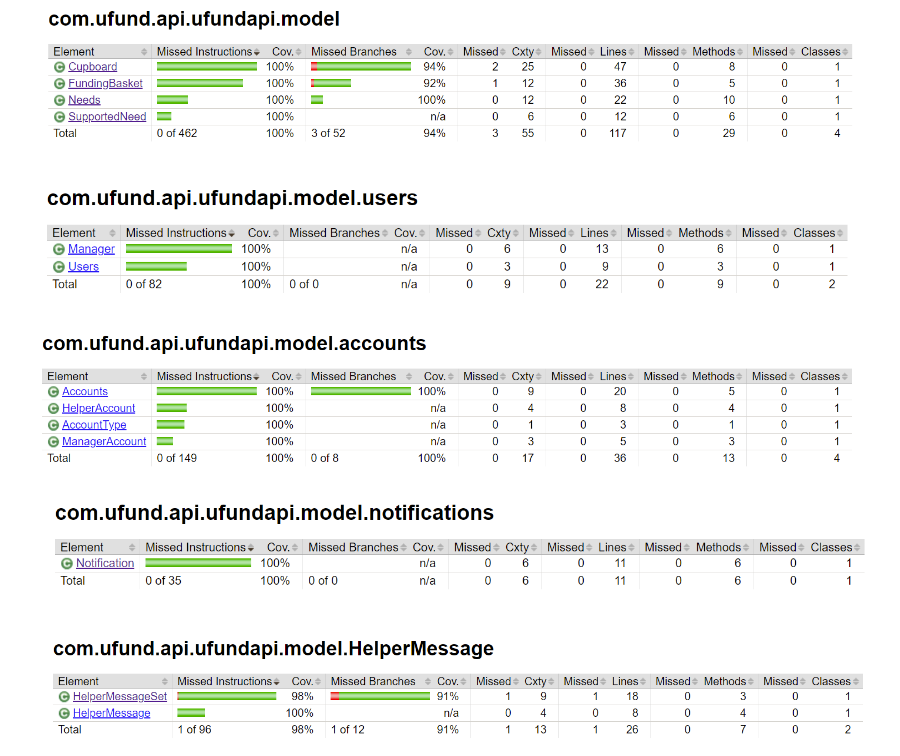 com.ufund.api.ufundapi.model
Element Missed Instructions Cov. Missed Branches Cov. Missed Cxty Missed Lines Missed Methods Missed Classes
C Cupboard 100% 94% 2 25 0 47 0 8 0 1
C FundingBasket 100% 92% 1 12 0 36 0 5 0 1
C Needs 100% 100% 0 12 0 22 0 10 0 1
C SupportedNeed 100% n/a 0 6 0 12 0 6 0 1
Total 0 of 462 100% 3 of 52 94% 3 55 0 117 0 29 0 4
com.ufund.api.ufundapi.model.users
Element Missed Instructions Cov. Missed Branches Cov. Missed Cxty Missed Lines Missed Methods Missed Classes
C Manager 100% n/a 0 6 0 13 0 6 0 1
C Users 100% n/a 0 3 0 9 0 3 0 1
Total 0 of 82 100% 0 of 0 n/a 0 9 0 22 0 9 0 2
com.ufund.api.ufundapi.model.accounts
Element Missed Instructions Cov. Missed Branches Cov. Missed Cxty Missed Lines Missed Methods Missed Classes
C Accounts 100% 100% 0 9 0 20 0 5 0 1
C HelperAccount 100% n/a 0 4 0 8 0 4 0 1
C AccountType 100% n/a 0 1 0 3 0 1 0 1
C ManagerAccount 100% n/a 0 3 0 5 0 3 0 1
Total 0 of 149 100% 0 of 8 100% 0 17 0 36 0 13 0 4
com.ufund.api.ufundapi.model.notifications
Element Missed Instructions Cov. Missed Branches Cov. Missed Cxty Missed Lines Missed Methods Missed Classes
C Notification 100% n/a 0 6 0 11 0 6 0 1
Total 0 of 35 100% 0 of 0 n/a 0 6 0 11 0 6 0 1
com.ufund.api.ufundapi.model.HelperMessage
Element Missed Instructions Cov. Missed Branches Cov. Missed Cxty Missed Lines Missed Methods Missed Classes
C HelperMessageSet 98% 91% 1 9 1 18 0 3 0 1
C HelperMessage 100% n/a 0 4 0 8 0 4 0 1
Total 1 of 96 98% 1 of 12 91% 1 13 1 26 0 7 0 2